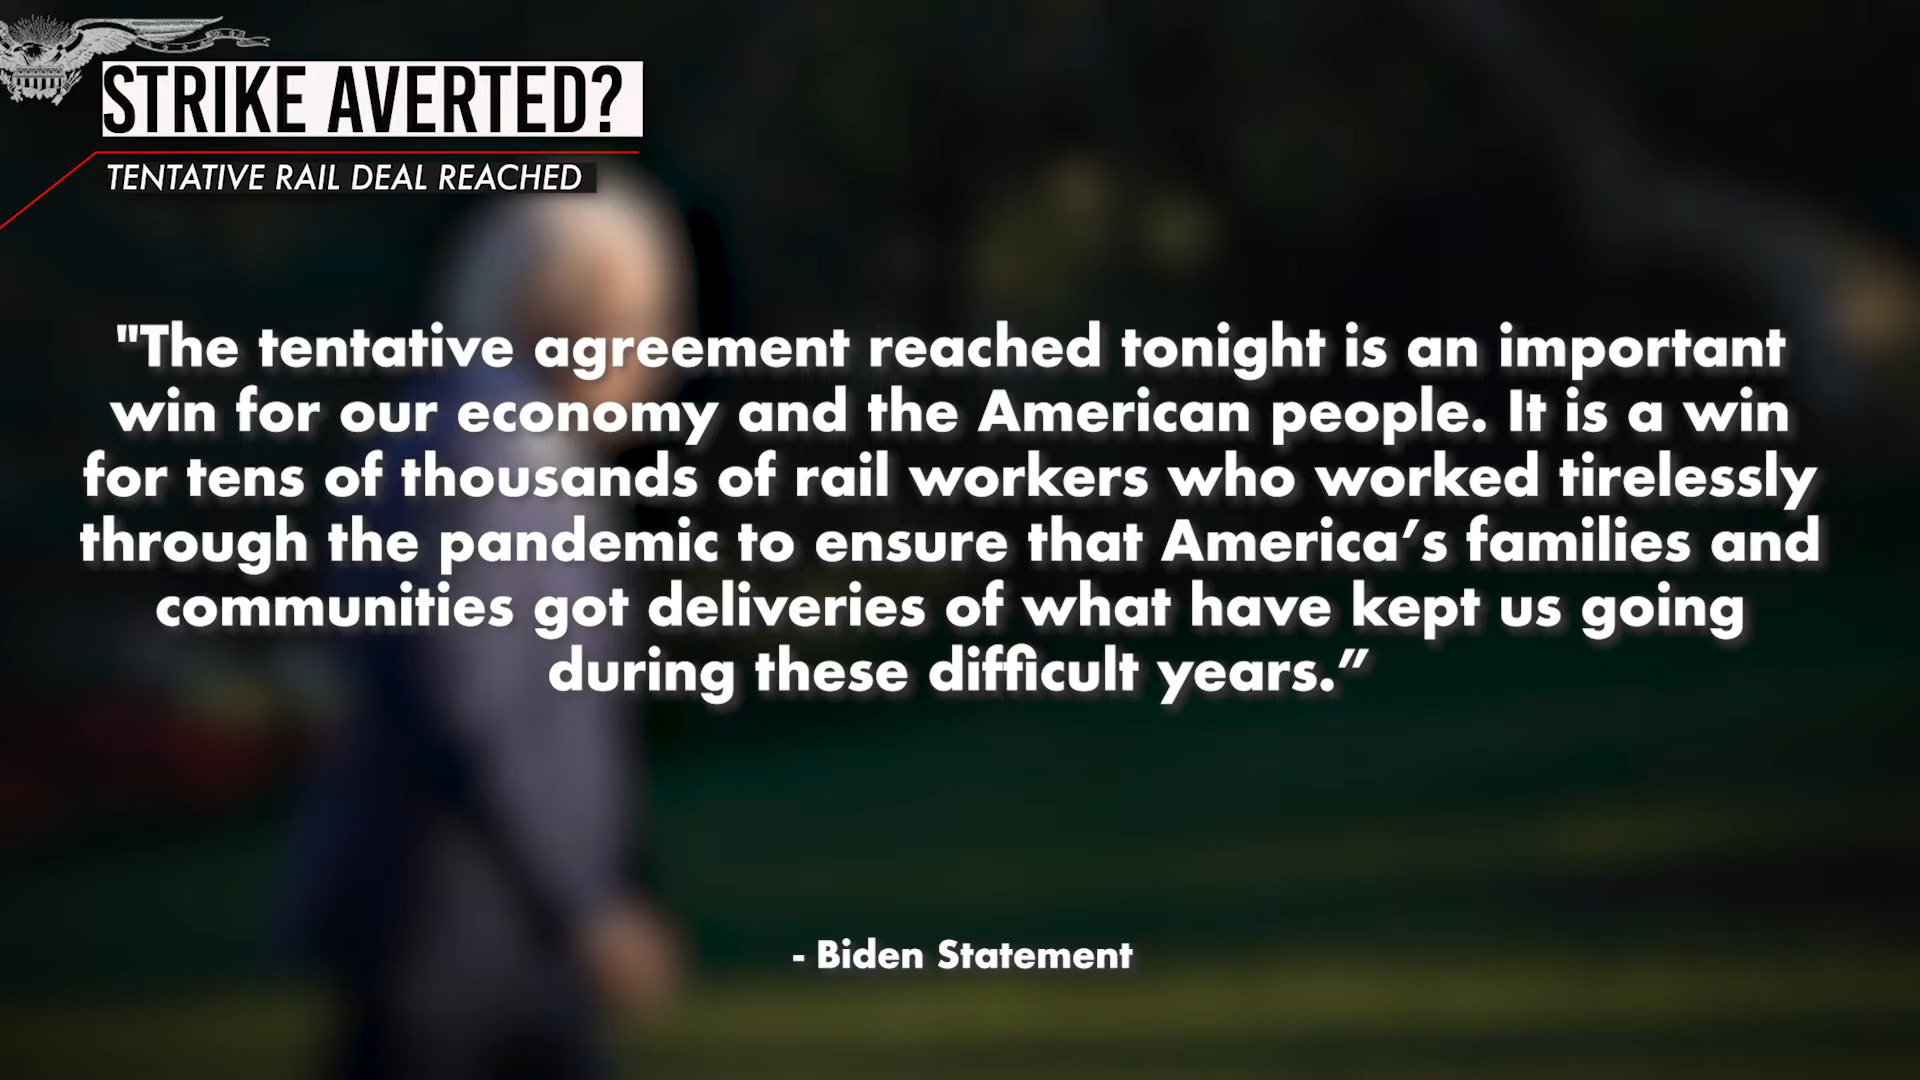 STRIKE AVERTED?
TENTATIVE RAIL DEAL REACHED
"The tentative agreement reached tonight is an important
win for our economy and the American people. It is a win
for tens of thousands of rail workers who worked tirelessly
through the pandemic to ensure that America’s families and
communities got deliveries of what have kept us going
during these difficult years.”
- Biden Statement